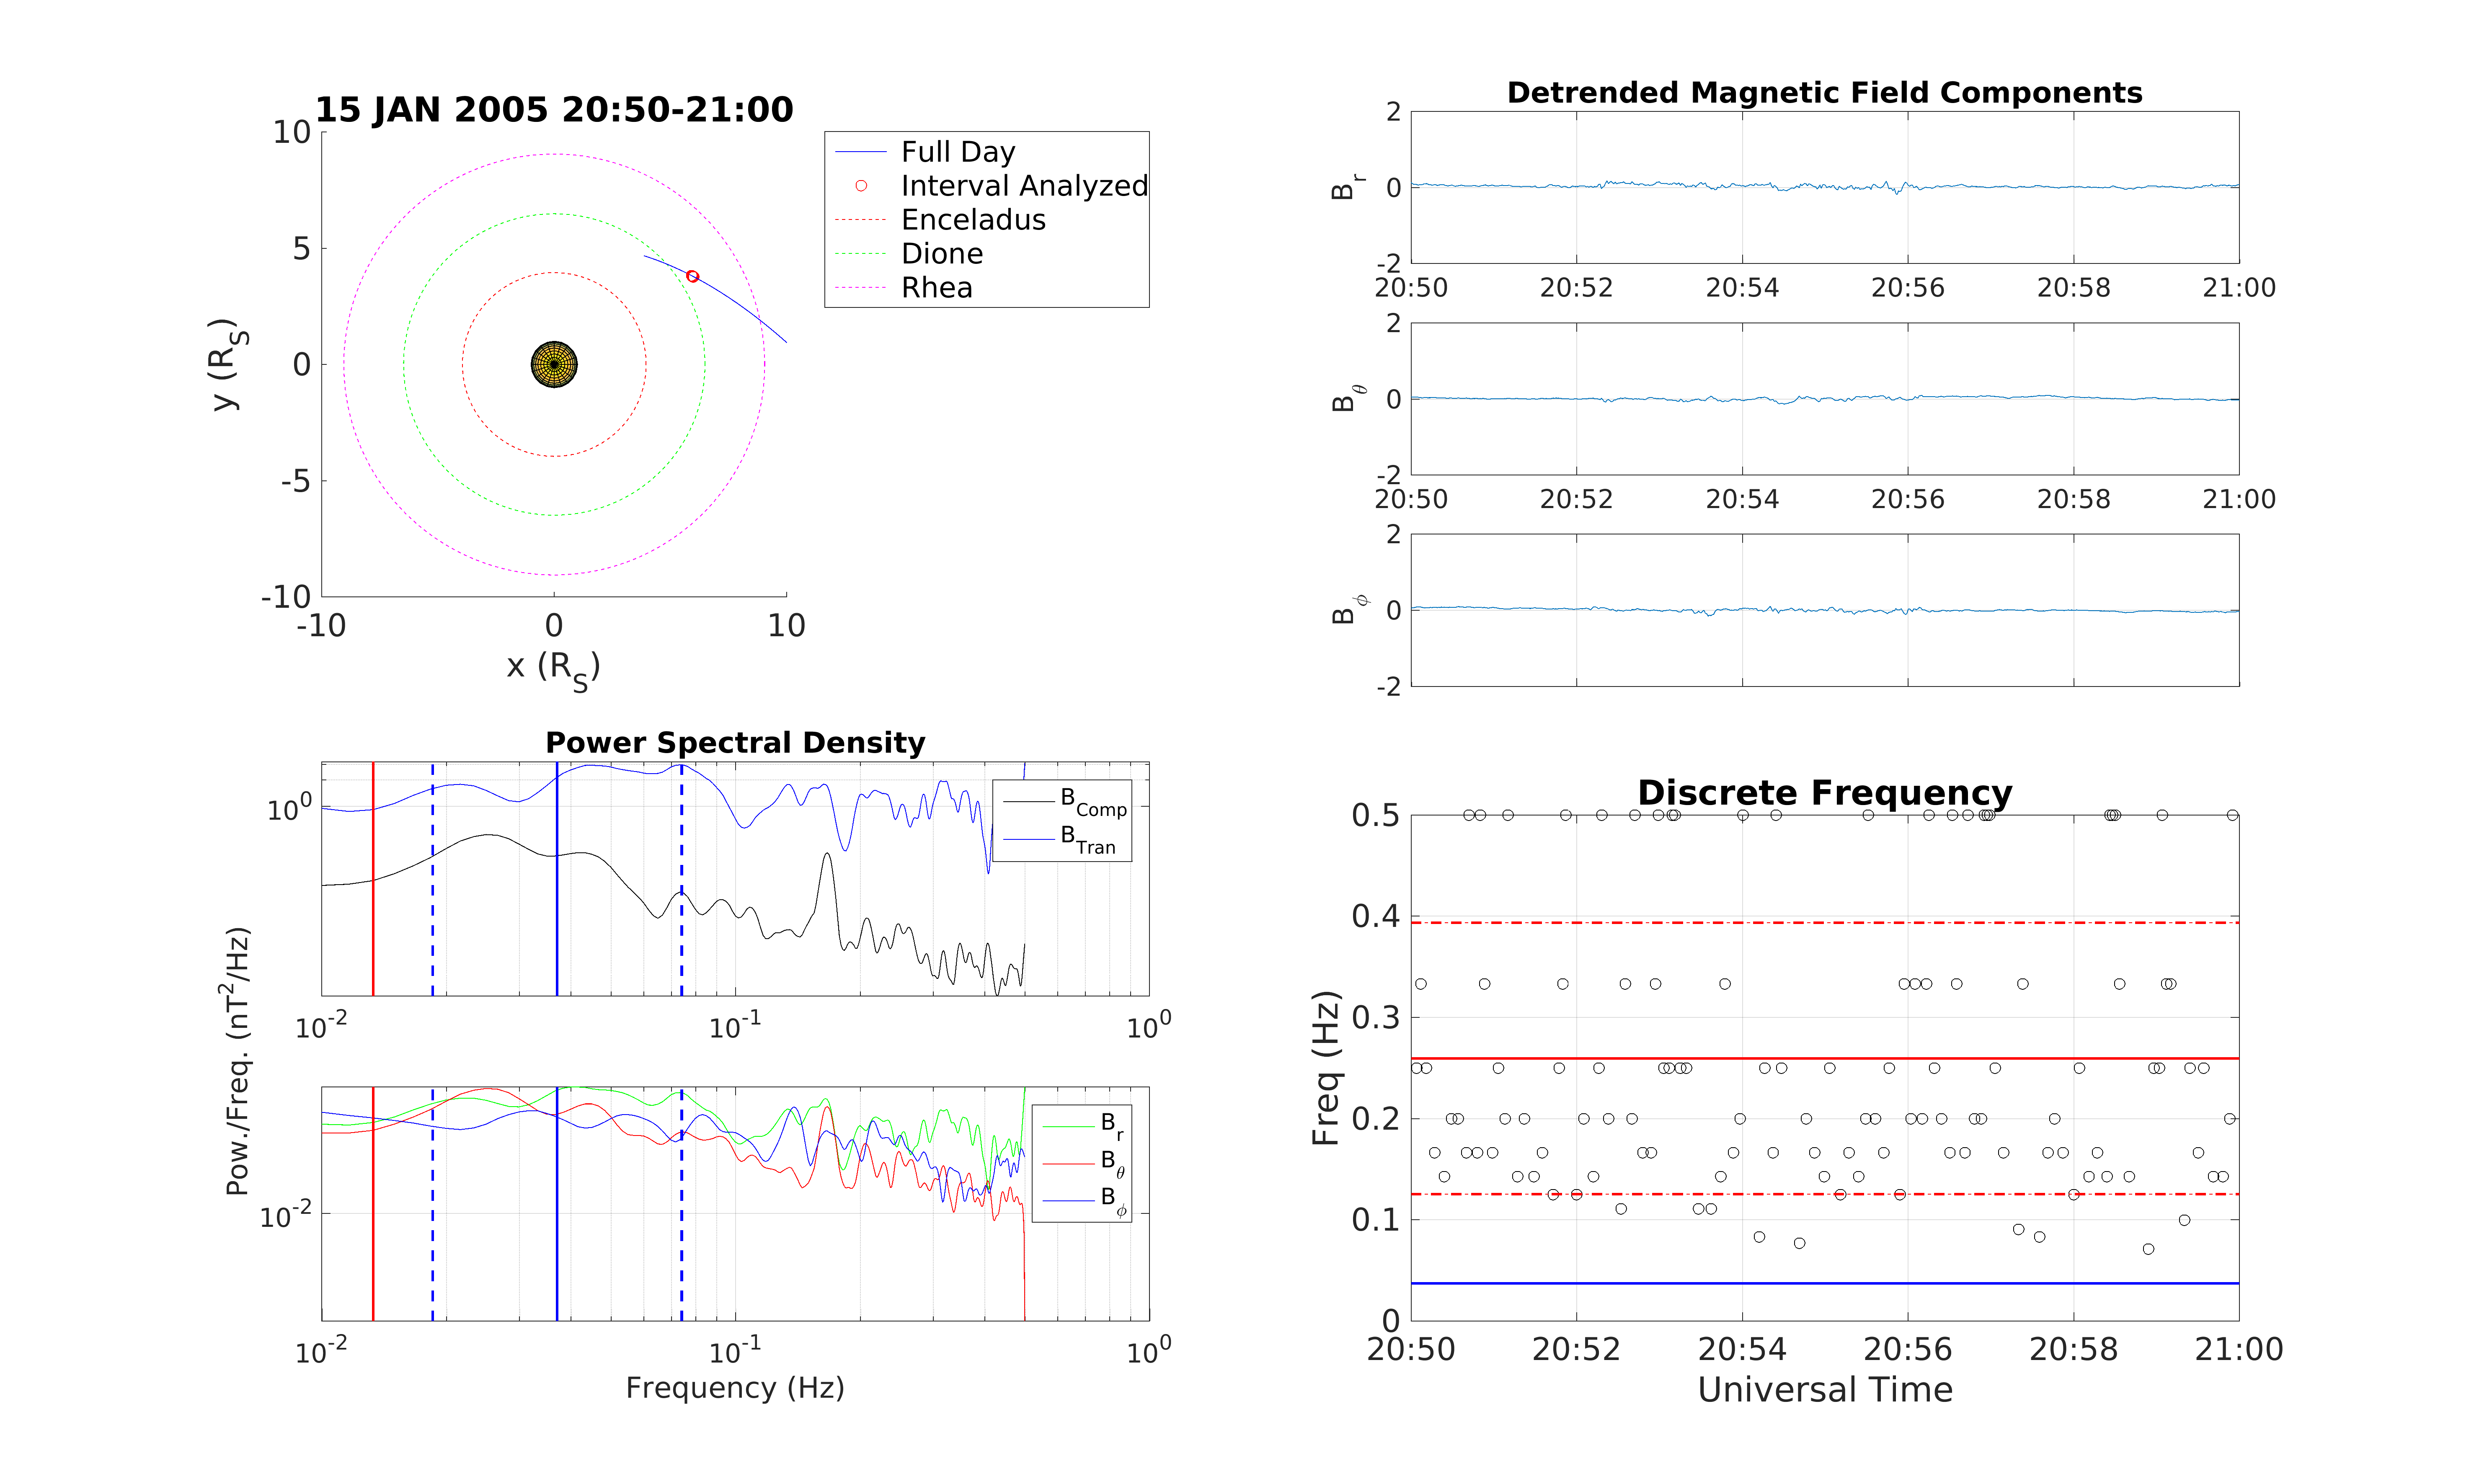 15 JAN 2005 20:50-21:00
10
5
0
-5
-10
-10 0 10
y (R_S)
x (R_S)
Full Day
Interval Analyzed
Enceladus
Dione
Rhea
Detrended Magnetic Field Components
2
0
-2
B_r
20:50 20:52 20:54 20:56 20:58 21:00
2
0
-2
B_θ
20:50 20:52 20:54 20:56 20:58 21:00
2
0
-2
B_ϕ
Power Spectral Density
10^0
B_Comp
B_Tran
10^-2 10^-1 10^0
Pow./Freq. (nT^2/Hz)
10^-2
B_r
B_θ
B_ϕ
10^-2 10^-1 10^0
Frequency (Hz)
Discrete Frequency
0.5
0.4
0.3
0.2
0.1
0
Freq (Hz)
20:50 20:52 20:54 20:56 20:58 21:00
Universal Time